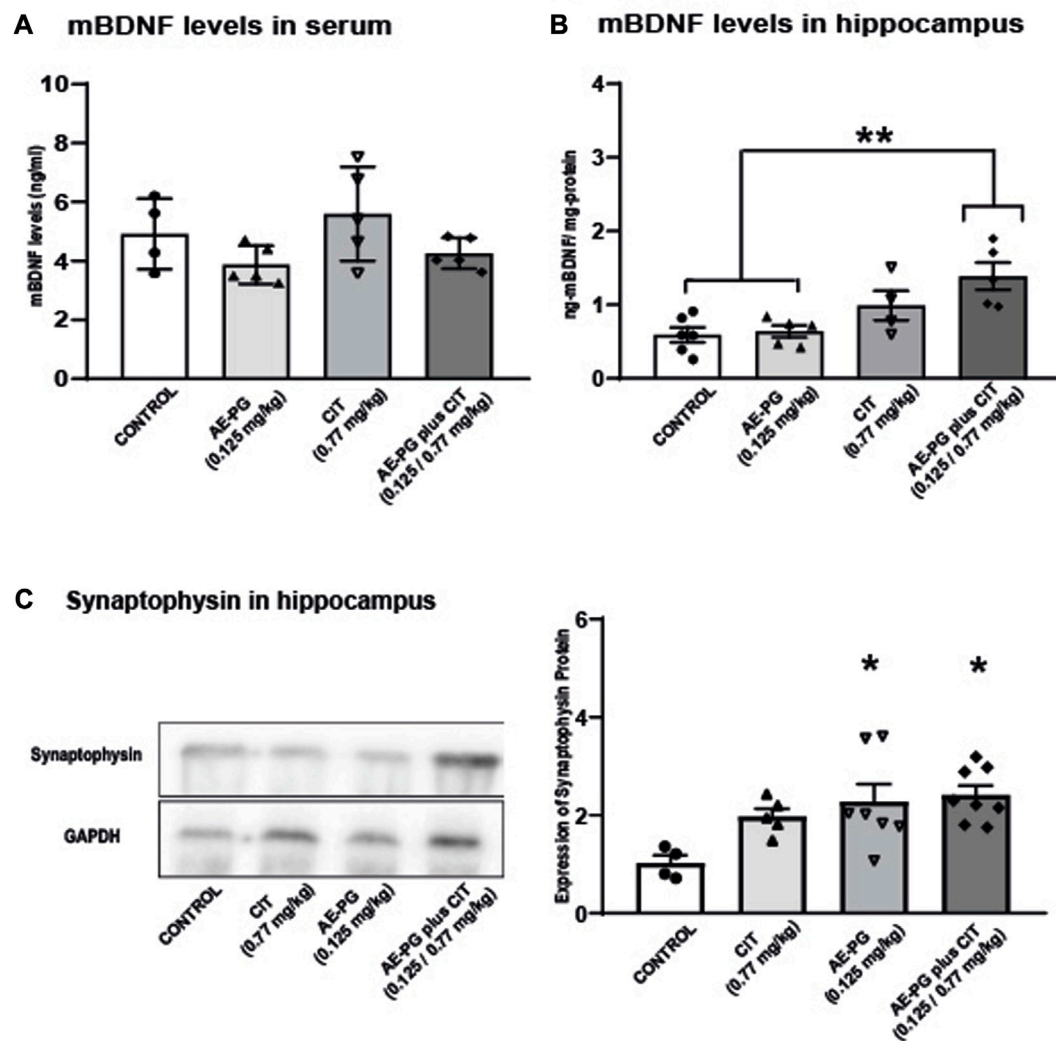 A mBDNF levels in serum
10
8
6
4
2
0
mBDNF levels (ng/ml)
CONTROL
AE-PG
(0.125 mg/kg)
CIT
(0.77 mg/kg)
AE-PG plus CIT
(0.125 / 0.77 mg/kg)
B mBDNF levels in hippocampus
4
3
2
1
0
ng-mBDNF/ mg-protein
**
CONTROL
AE-PG
(0.125 mg/kg)
CIT
(0.77 mg/kg)
AE-PG plus CIT
(0.125 / 0.77 mg/kg)
C Synaptophysin in hippocampus
Synaptophysin
GAPDH
CONTROL
CIT
(0.77 mg/kg)
AE-PG
(0.125 mg/kg)
AE-PG plus CIT
(0.125 / 0.77 mg/kg)
6
4
2
0
Expression of Synaptophysin Protein
* *
CONTROL
CIT
(0.77 mg/kg)
AE-PG
(0.125 mg/kg)
AE-PG plus CIT
(0.125 / 0.77 mg/kg)